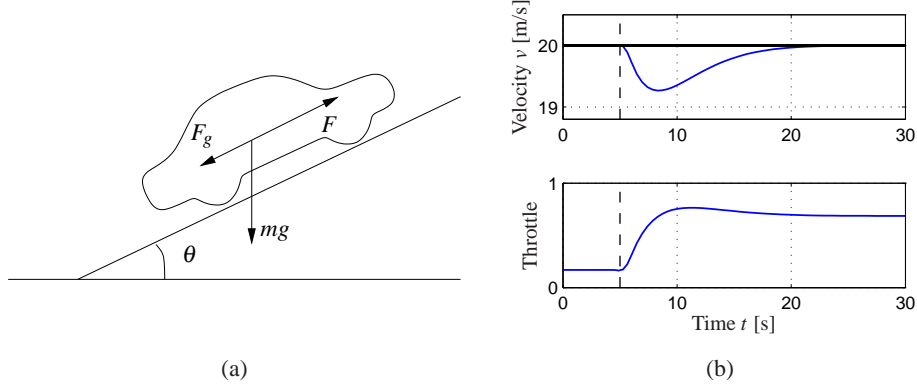 F_g
F
mg
θ
(a)
Velocity v [m/s]
20
19
0
10
20
30
Throttle
1
0
0
10
20
30
Time t [s]
(b)